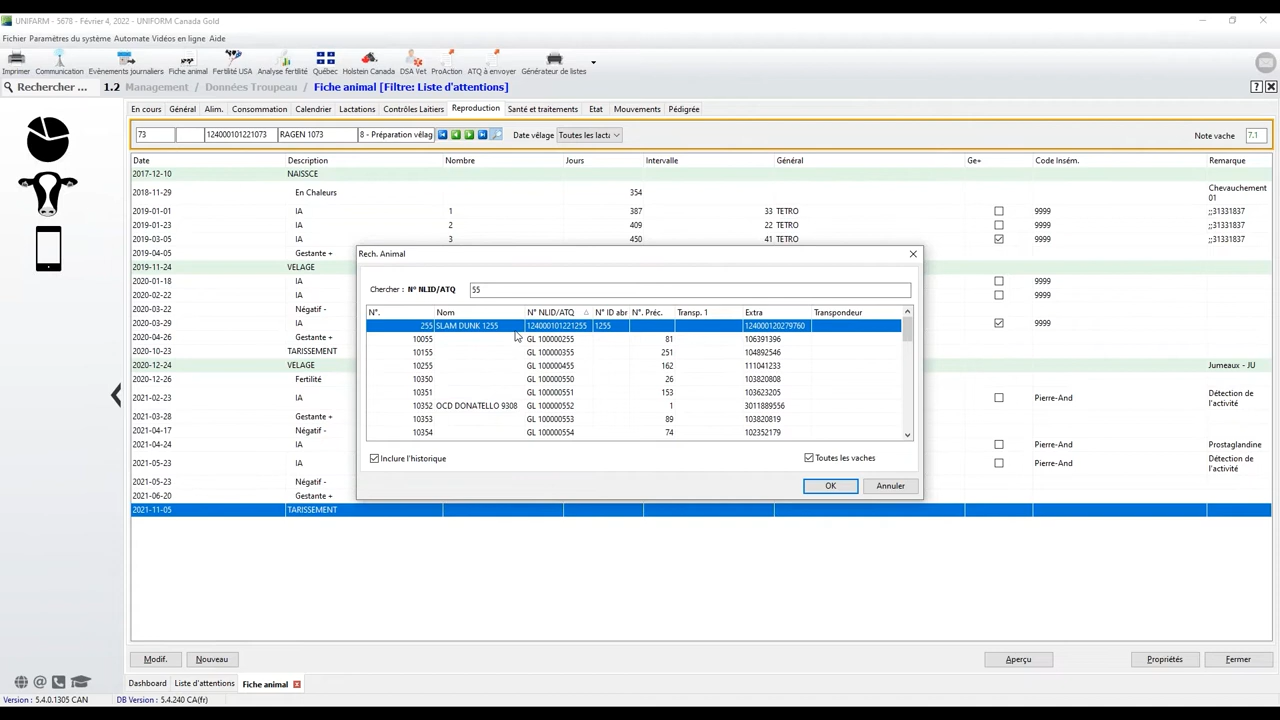 UNIFARM - 5678 - Février 4, 2022 - UNIFORM Canada Gold
Fichier Paramètres du système Automate Vidéos en ligne Aide
Imprimer Communication Evénements journaliers Fiche animal Fertilité USA Analyse fertilité Québec Holstein Canada DSA Vet ProAction ATQ à envoyer Générateur de listes
Rechercher ... 1.2 Management / Données Troupeau / Fiche animal [Filtre: Liste d'attentions]
En cours Général Alim. Consommation Calendrier Lactations Contrôles Laitiers Reproduction Santé et traitements Etat Mouvements Pédigrée
73 124000101221073 RAGEN 1073 8 - Préparation vélag Date vêlage Toutes les lacta Note vache 7.1
Date Description Nombre Jours Intervalle Général Ge+ Code Insém. Remarque
2017-12-10 NAISSCE
2018-11-29 En Chaleurs 354 Chevauchement 01
2019-01-01 IA 1 387 33 TETRO 9999 ;;31331837
2019-01-23 IA 2 409 22 TETRO 9999 ;;31331837
2019-03-05 IA 3 450 41 TETRO 9999 ;;31331837
2019-04-05 Gestante +
2019-11-24 VELAGE
2020-01-18 IA 9999
2020-02-22 IA 9999
2020-03-22 Négatif -
2020-03-29 IA 9999
2020-04-26 Gestante +
2020-10-23 TARISSEMENT
2020-12-24 VELAGE Jumeaux - JU
2020-12-26 Fertilité
2021-02-23 IA Pierre-And Détection de l'activité
2021-03-28 Gestante +
2021-04-17 Négatif -
2021-04-24 IA Pierre-And Prostaglandine
2021-05-23 IA Pierre-And Détection de l'activité
2021-05-23 Négatif -
2021-06-20 Gestante +
2021-11-05 TARISSEMENT
Rech. Animal
Chercher : N° NLID/ATQ 55
N°. Nom N° NLID/ATQ N° ID abr N°. Préc. Transp. 1 Extra Transpondeur
255 SLAM DUNK 1255 124000101221255 1255 124000120279760
10055 GL 100000255 81 106391396
10155 GL 100000355 251 104892546
10255 GL 100000455 162 111041233
10350 GL 100000550 26 103820808
10351 GL 100000551 153 103623205
10352 OCD DONATELLO 9308 GL 100000552 1 3011889556
10353 GL 100000553 89 103820819
10354 GL 100000554 74 102352179
Inclure l'historique Toutes les vaches
OK Annuler
Modif. Nouveau Aperçu Propriétés Fermer
Dashboard Liste d'attentions Fiche animal
Version : 5.4.0.1305 CAN DB Version : 5.4.240 CA(fr)